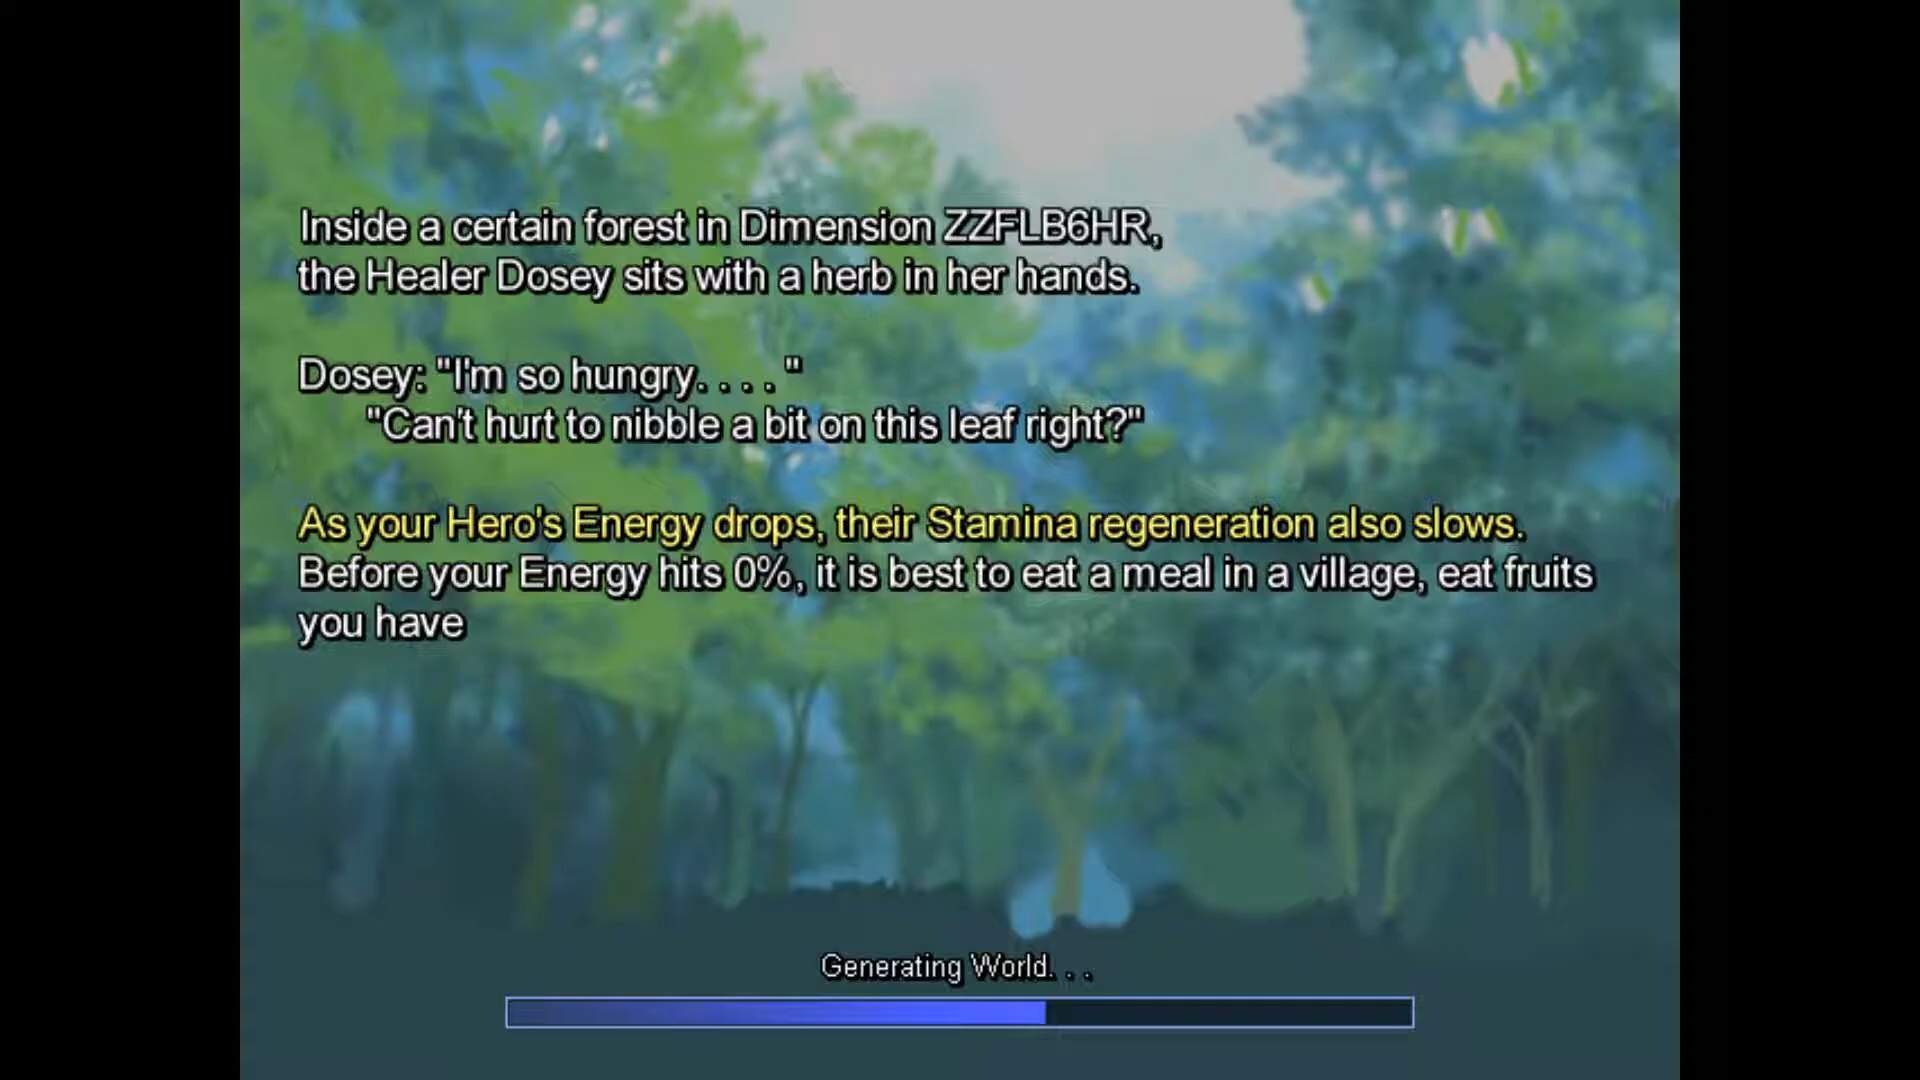 Inside a certain forest in Dimension ZZFLB6HR,
the Healer Dosey sits with a herb in her hands.
Dosey: "I'm so hungry. . . . "
"Can't hurt to nibble a bit on this leaf right?"
As your Hero's Energy drops, their Stamina regeneration also slows.
Before your Energy hits 0%, it is best to eat a meal in a village, eat fruits
you have
Generating World. . .